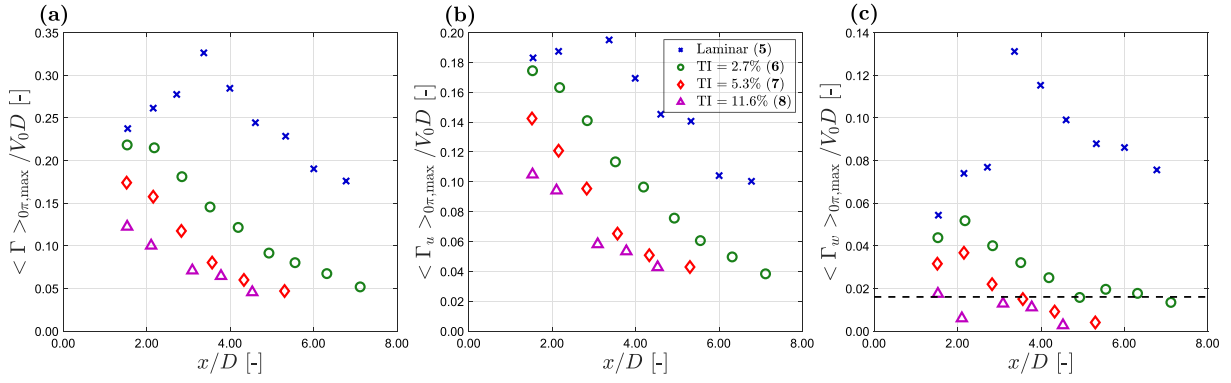 (a)
0.35
0.30
0.25
0.20
0.15
0.10
0.05
0.00
0.00 2.00 4.00 6.00 8.00
x/D [-]
< Γ >0π,max /V0D [-]
(b)
0.20
0.18
0.16
0.14
0.12
0.10
0.08
0.06
0.04
0.02
0.00
0.00 2.00 4.00 6.00 8.00
x/D [-]
< Γu >0π,max /V0D [-]
Laminar (5)
TI = 2.7% (6)
TI = 5.3% (7)
TI = 11.6% (8)
(c)
0.14
0.12
0.10
0.08
0.06
0.04
0.02
0.00
0.00 2.00 4.00 6.00 8.00
x/D [-]
< Γw >0π,max /V0D [-]